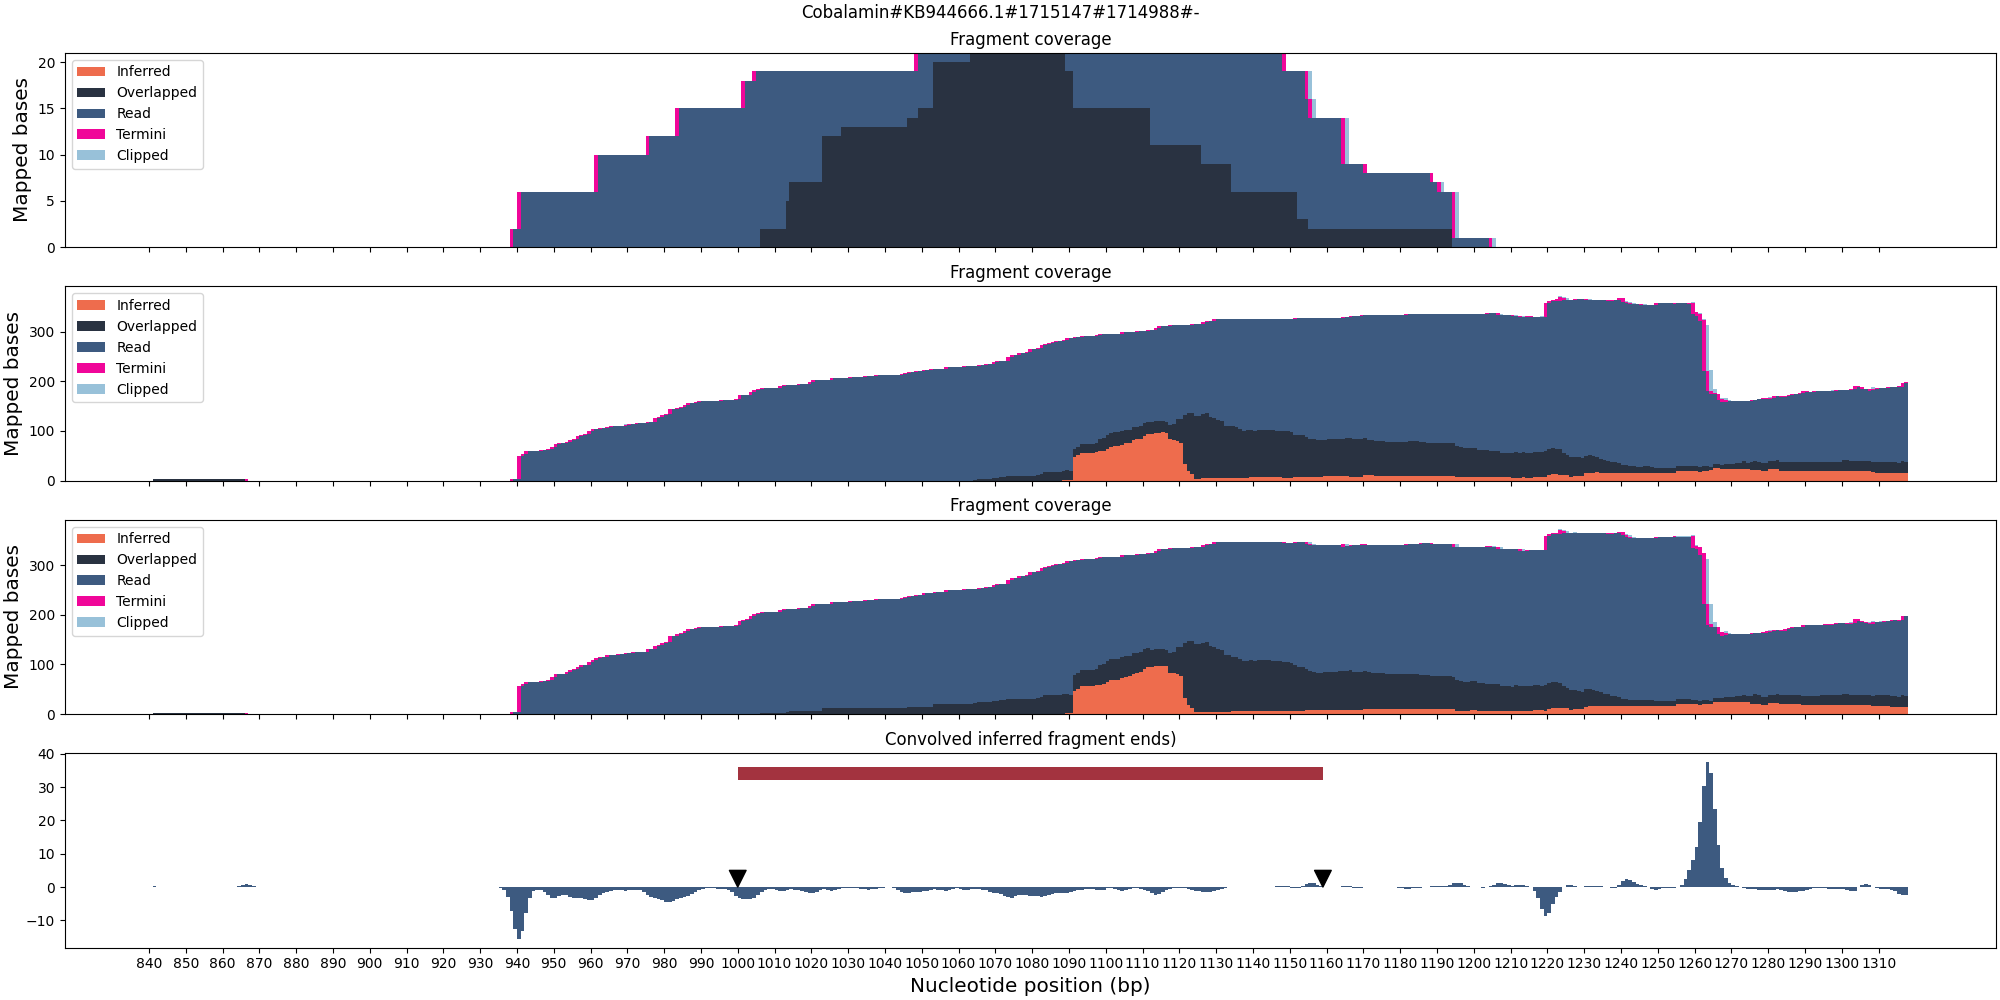 Cobalamin#KB944666.1#1715147#1714988#-
Fragment coverage
Mapped bases
20
15
10
5
0
Inferred
Overlapped
Read
Termini
Clipped
Fragment coverage
Mapped bases
300
200
100
0
Inferred
Overlapped
Read
Termini
Clipped
Fragment coverage
Mapped bases
300
200
100
0
Inferred
Overlapped
Read
Termini
Clipped
Convolved inferred fragment ends)
40
30
20
10
0
−10
840 850 860 870 880 890 900 910 920 930 940 950 960 970 980 990 1000 1010 1020 1030 1040 1050 1060 1070 1080 1090 1100 1110 1120 1130 1140 1150 1160 1170 1180 1190 1200 1210 1220 1230 1240 1250 1260 1270 1280 1290 1300 1310
Nucleotide position (bp)